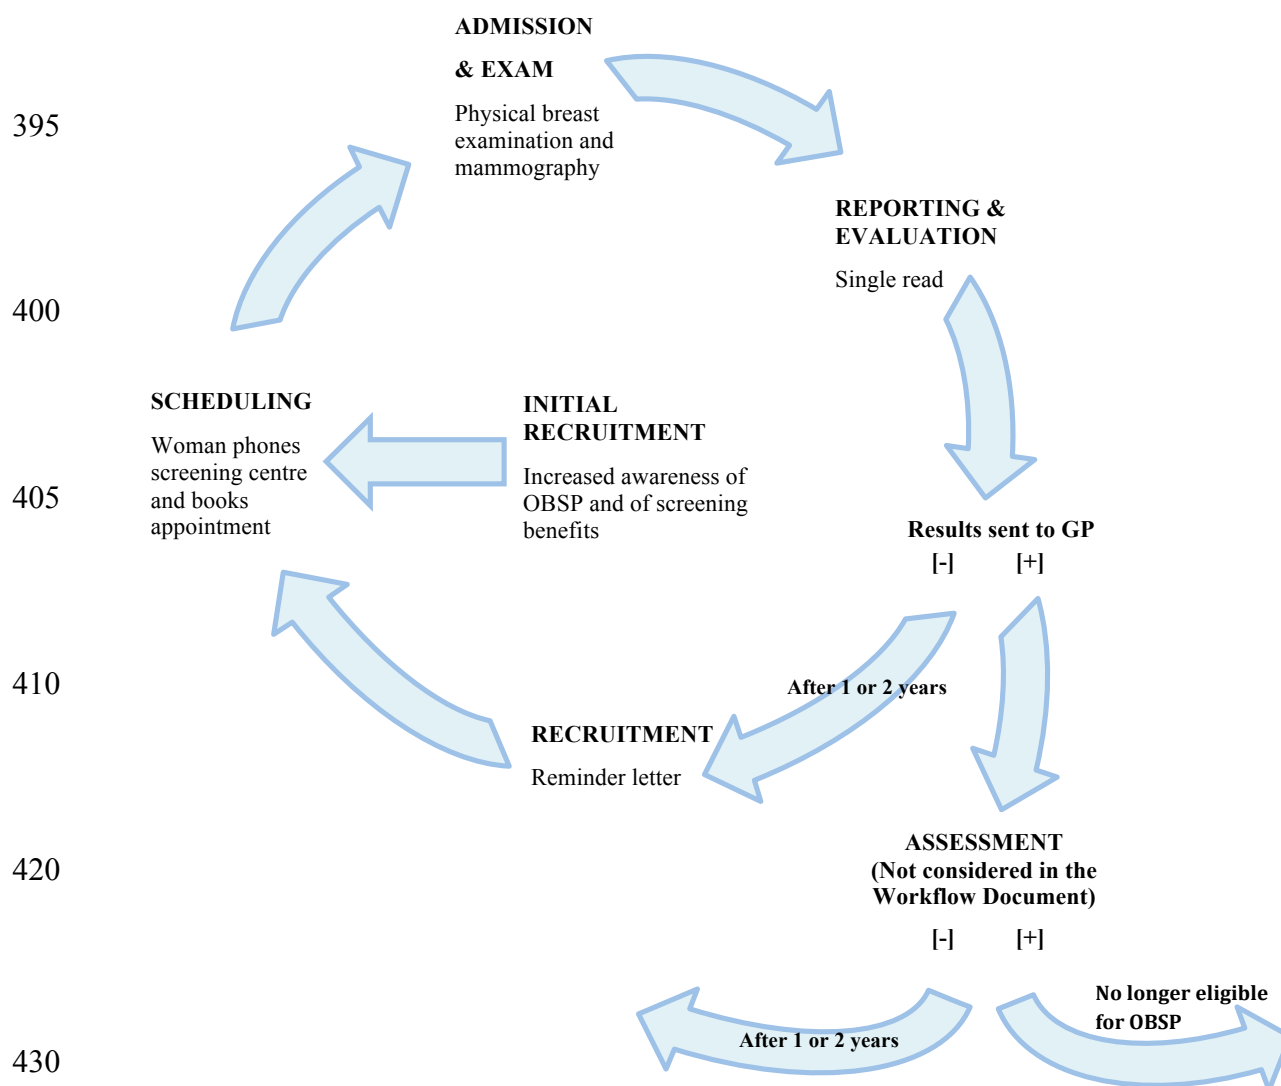 ADMISSION
& EXAM
Physical breast
examination and
mammography
395
REPORTING &
EVALUATION
Single read
400
SCHEDULING
Woman phones
screening centre
and books
appointment
INITIAL
RECRUITMENT
Increased awareness of
OBSP and of screening
benefits
405
Results sent to GP
[-] [+]
410
After 1 or 2 years
RECRUITMENT
Reminder letter
ASSESSMENT
(Not considered in the
Workflow Document)
420
[-] [+]
No longer eligible
for OBSP
After 1 or 2 years
430